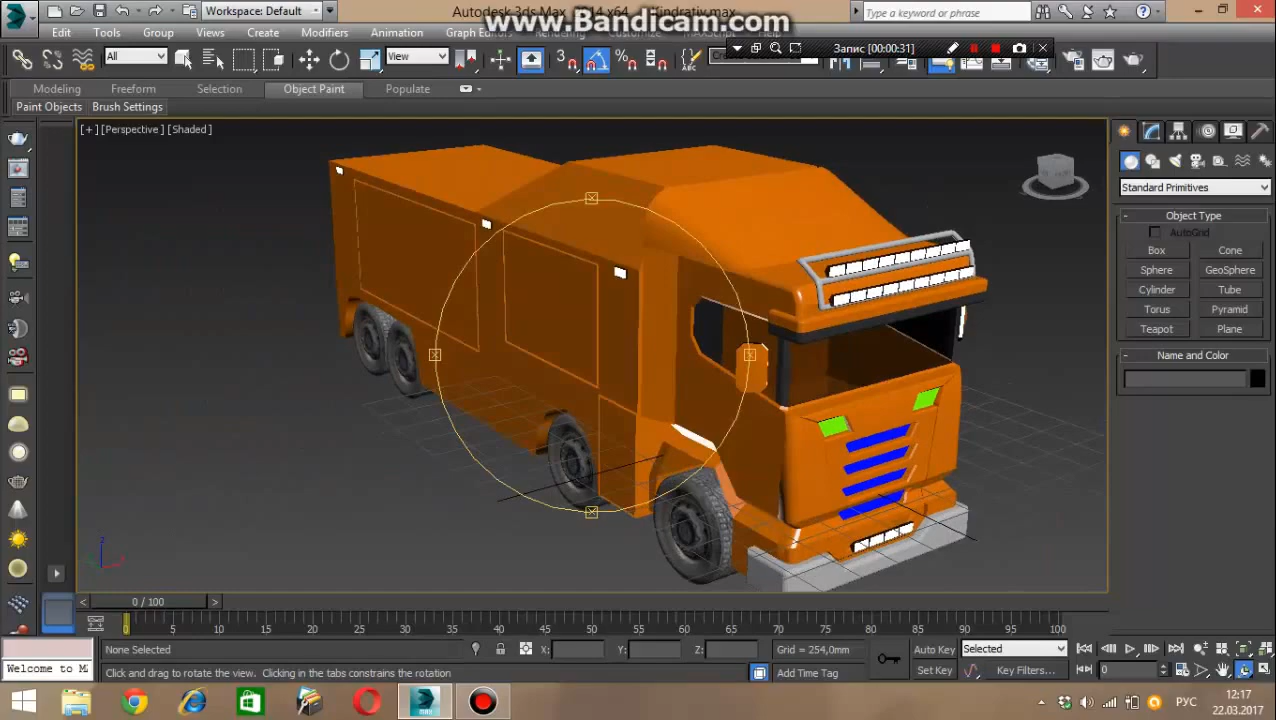 Workspace: Default
Autodesk 3ds Max
www.Bandicam.com
Type a keyword or phrase
Edit Tools Group Views Create Modifiers Animation Graph Editors Rendering Customize MAXScript Help
Запис [00:00:31]
All
View
Modeling Freeform Selection Object Paint Populate
Paint Objects Brush Settings
[+] [Perspective] [Shaded]
Standard Primitives
- Object Type
AutoGrid
Box Cone
Sphere GeoSphere
Cylinder Tube
Torus Pyramid
Teapot Plane
- Name and Color
z
< 0 / 100 >
0 5 10 15 20 25 30 35 40 45 50 55 60 65 70 75 80 85 90 95 100
None Selected X: Y: Z: Grid = 254,0mm Auto Key Selected
Welcome to M Click and drag to rotate the view. Clicking in the tabs constrains the rotation Add Time Tag Set Key Key Filters... 0
РУС
12:17
22.03.2017